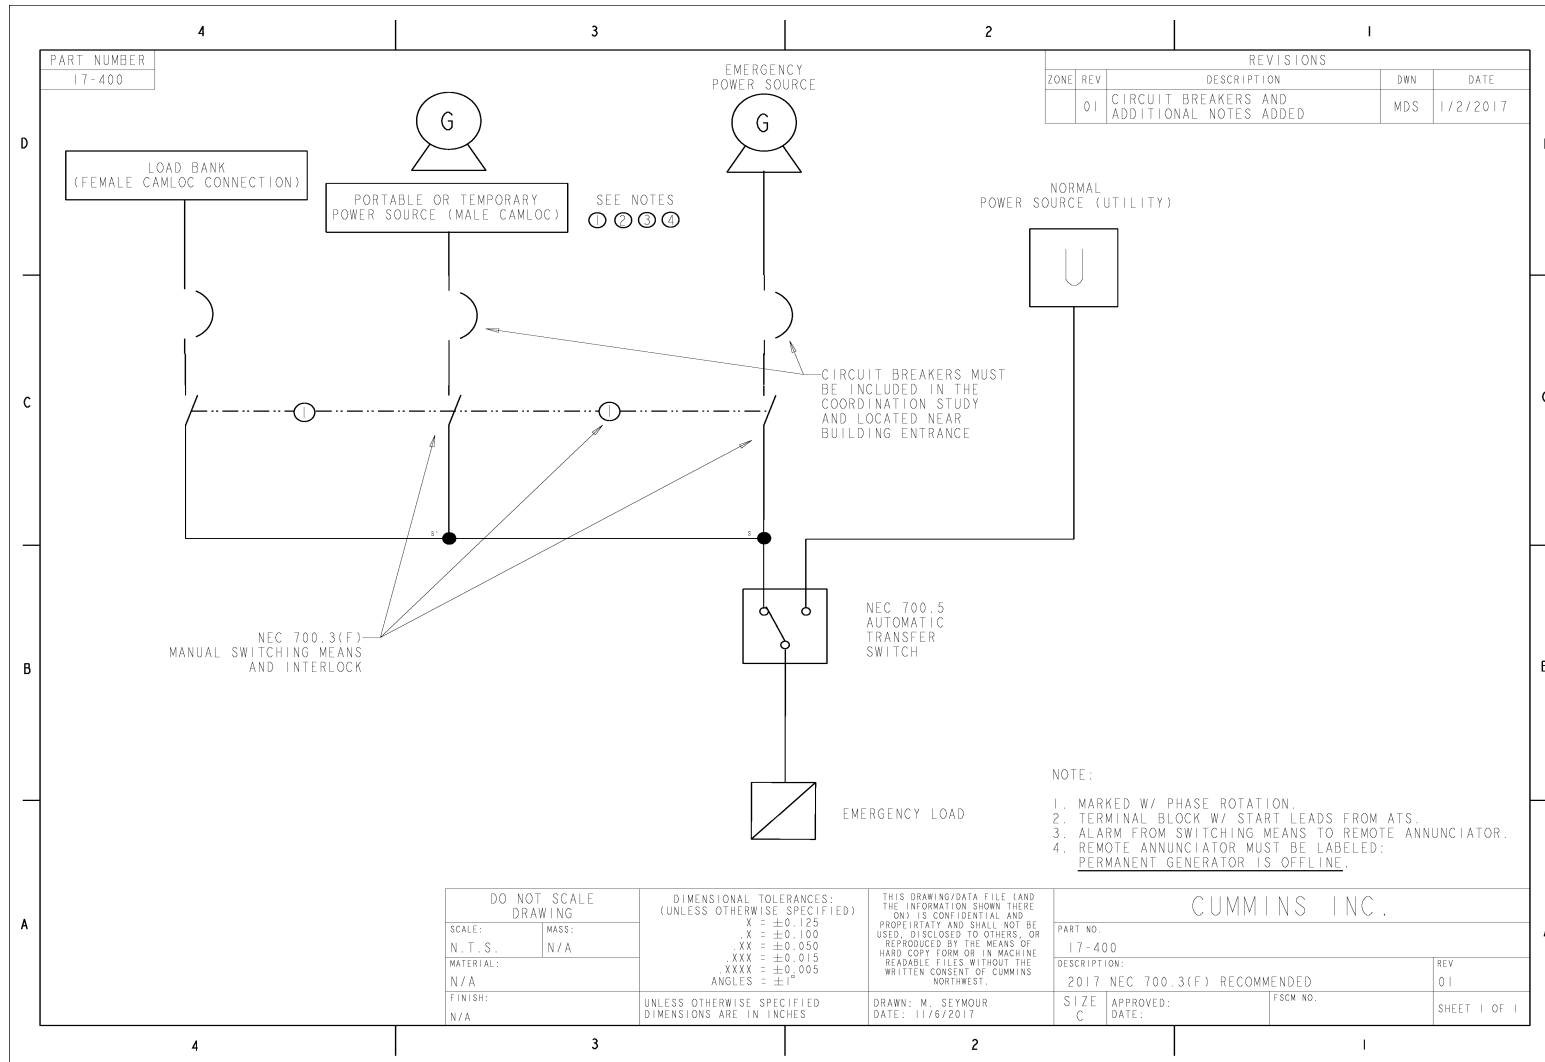 4
3
2
1
PART NUMBER
17-400
REVISIONS
ZONE REV DESCRIPTION DWN DATE
01 CIRCUIT BREAKERS AND
ADDITIONAL NOTES ADDED MDS 1/2/2017
D
EMERGENCY
POWER SOURCE
G
G
LOAD BANK
(FEMALE CAMLOC CONNECTION)
PORTABLE OR TEMPORARY
POWER SOURCE (MALE CAMLOC)
SEE NOTES
1 2 3 4
NORMAL
POWER SOURCE (UTILITY)
U
CIRCUIT BREAKERS MUST
BE INCLUDED IN THE
COORDINATION STUDY
AND LOCATED NEAR
BUILDING ENTRANCE
C
1
1
S'
S
NEC 700.5
AUTOMATIC
TRANSFER
SWITCH
NEC 700.3(F)
MANUAL SWITCHING MEANS
AND INTERLOCK
B
EMERGENCY LOAD
NOTE:
1. MARKED W/ PHASE ROTATION.
2. TERMINAL BLOCK W/ START LEADS FROM ATS.
3. ALARM FROM SWITCHING MEANS TO REMOTE ANNUNCIATOR.
4. REMOTE ANNUNCIATOR MUST BE LABELED:
PERMANENT GENERATOR IS OFFLINE.
A
DO NOT SCALE
DRAWING
SCALE:
N.T.S.
MASS:
N/A
MATERIAL:
N/A
FINISH:
N/A
DIMENSIONAL TOLERANCES:
(UNLESS OTHERWISE SPECIFIED)
X = ±0.125
.X = ±0.100
.XX = ±0.050
.XXX = ±0.015
.XXXX = ±0.005
ANGLES = ±1°
UNLESS OTHERWISE SPECIFIED
DIMENSIONS ARE IN INCHES
THIS DRAWING/DATA FILE (AND
THE INFORMATION SHOWN THERE
ON) IS CONFIDENTIAL AND
PROPEIRTATY AND SHALL NOT BE
USED, DISCLOSED TO OTHERS, OR
REPRODUCED BY THE MEANS OF
HARD COPY FORM OR IN MACHINE
READABLE FILES WITHOUT THE
WRITTEN CONSENT OF CUMMINS
NORTHWEST.
DRAWN: M. SEYMOUR
DATE: 11/6/2017
CUMMINS INC.
PART NO.
17-400
DESCRIPTION:
2017 NEC 700.3(F) RECOMMENDED
REV
01
SIZE
C
APPROVED:
DATE:
FSCM NO.
SHEET 1 OF 1
4
3
2
1